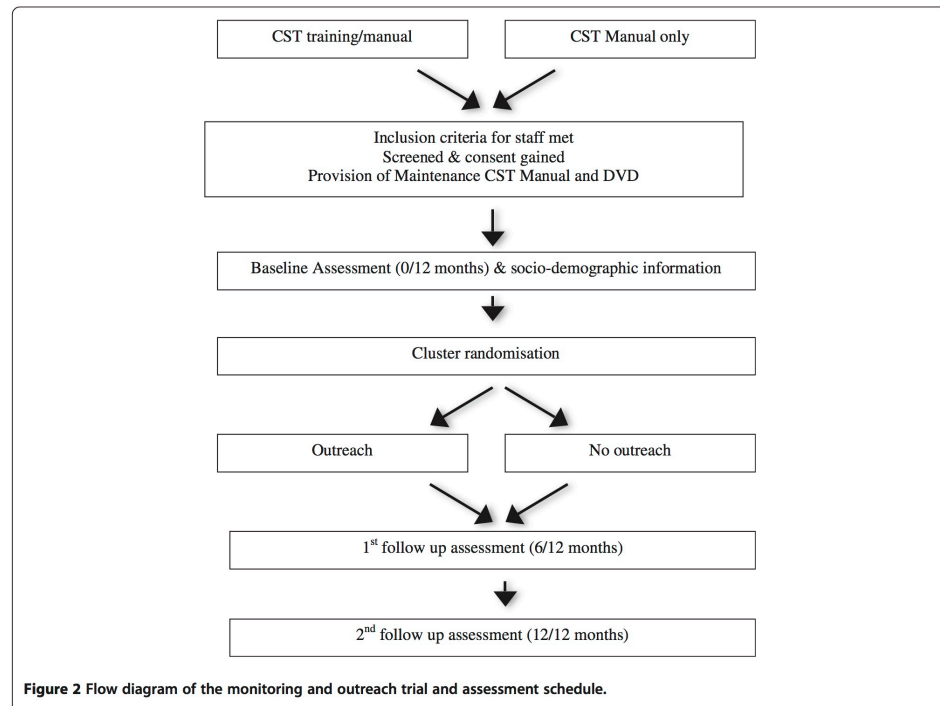 CST training/manual
CST Manual only
Inclusion criteria for staff met
Screened & consent gained
Provision of Maintenance CST Manual and DVD
Baseline Assessment (0/12 months) & socio-demographic information
Cluster randomisation
Outreach
No outreach
1st follow up assessment (6/12 months)
2nd follow up assessment (12/12 months)
Figure 2 Flow diagram of the monitoring and outreach trial and assessment schedule.